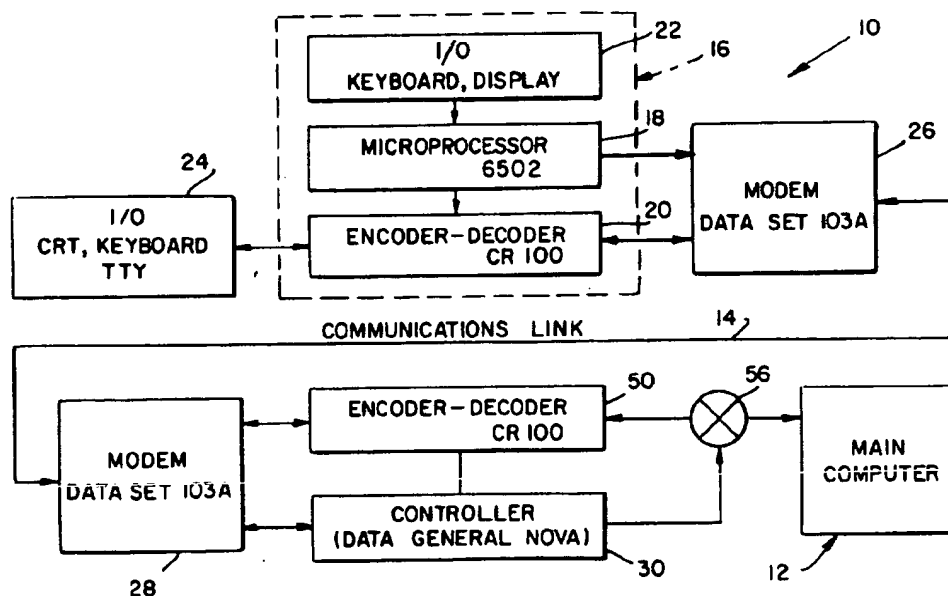 22
I/O
KEYBOARD, DISPLAY
16
10
18
MICROPROCESSOR
6502
26
24
I/O
CRT, KEYBOARD
TTY
20
ENCODER-DECODER
CR 100
MODEM
DATA SET 103A
COMMUNICATIONS LINK
14
50
56
ENCODER-DECODER
CR 100
MODEM
DATA SET 103A
MAIN
COMPUTER
CONTROLLER
(DATA GENERAL NOVA)
28
30
12